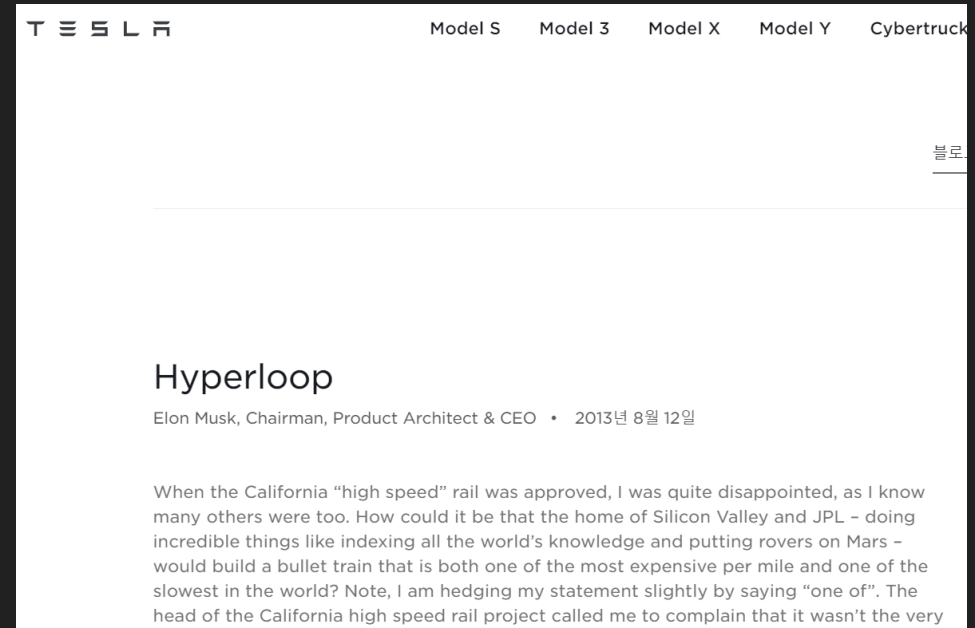 TESLA Model S Model 3 Model X Model Y Cybertruck
블로
Hyperloop
Elon Musk, Chairman, Product Architect & CEO • 2013년 8월 12일
When the California “high speed” rail was approved, I was quite disappointed, as I know
many others were too. How could it be that the home of Silicon Valley and JPL – doing
incredible things like indexing all the world’s knowledge and putting rovers on Mars –
would build a bullet train that is both one of the most expensive per mile and one of the
slowest in the world? Note, I am hedging my statement slightly by saying “one of”. The
head of the California high speed rail project called me to complain that it wasn’t the very